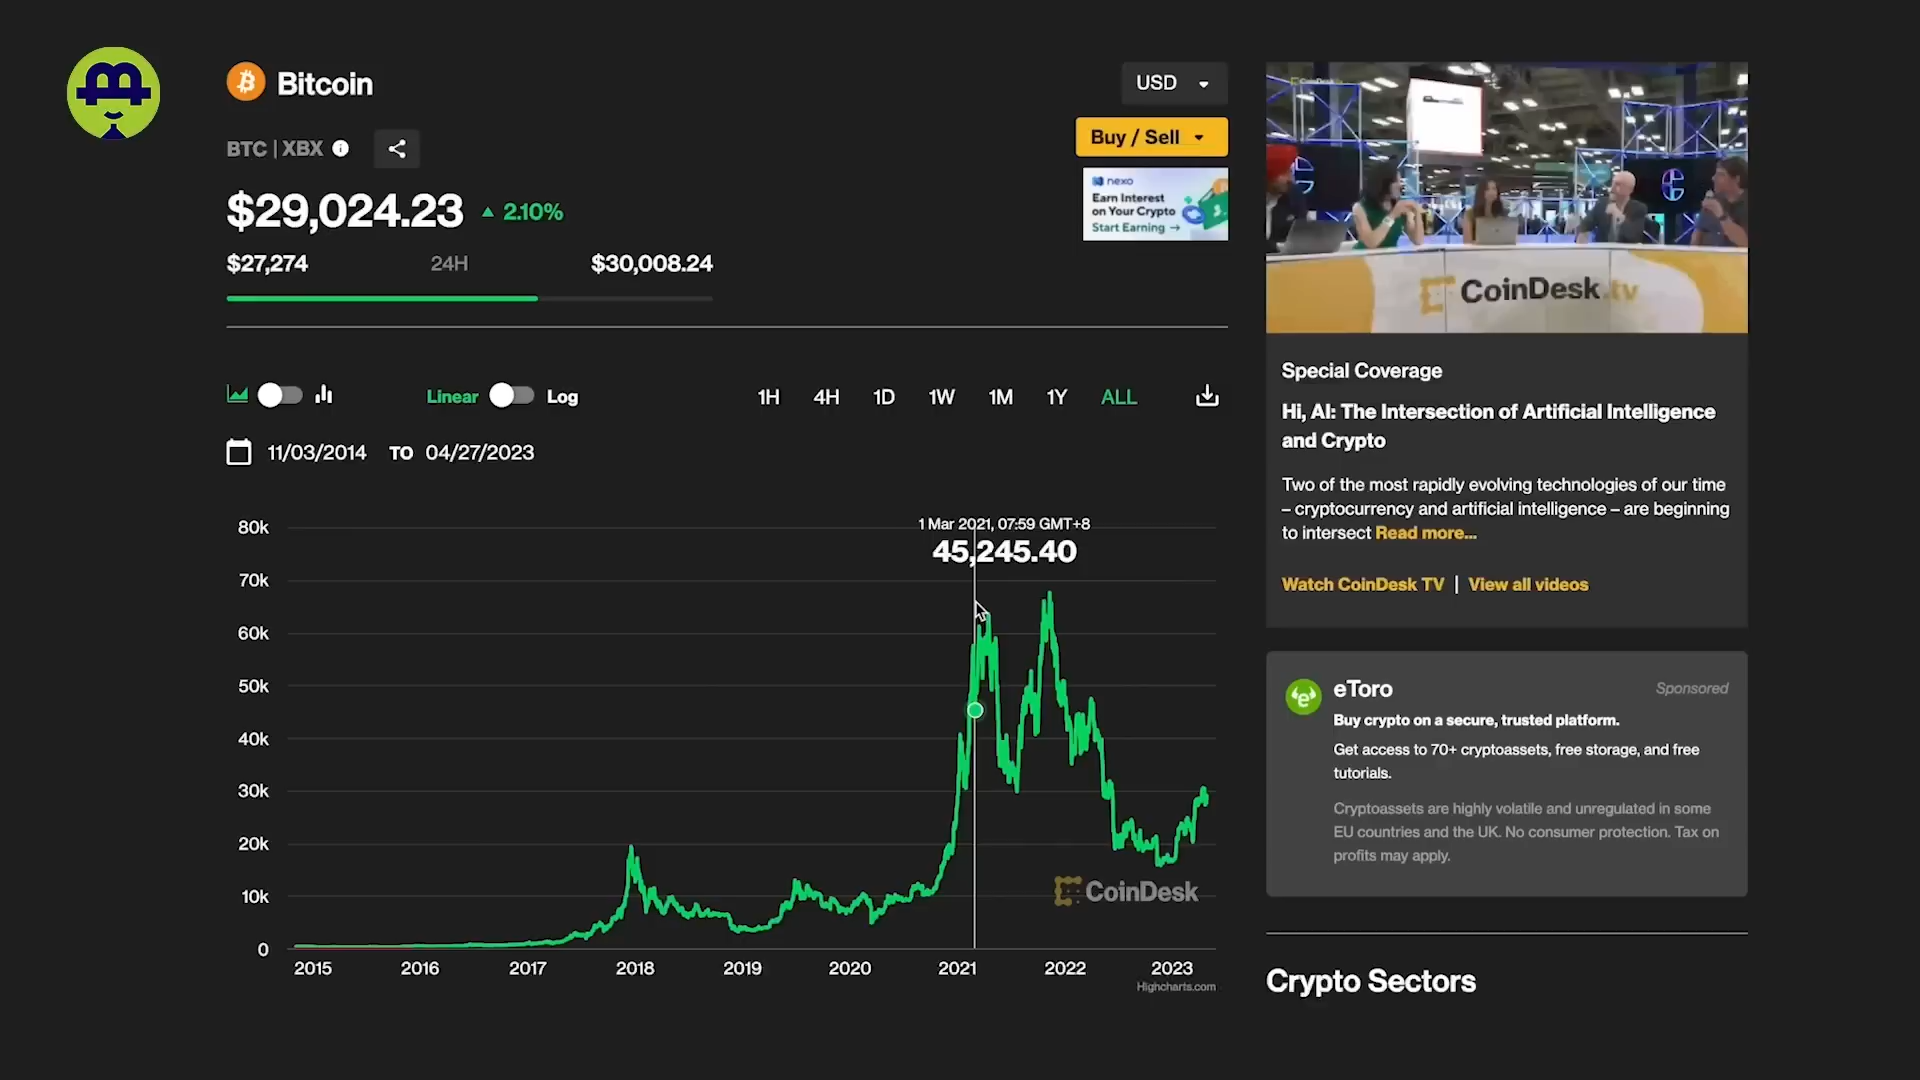 Bitcoin
USD
BTC | XBX
Buy / Sell
$29,024.23 2.10%
nexo
Earn Interest
on Your Crypto
Start Earning →
$27,274 24H $30,008.24
Linear Log
1H 4H 1D 1W 1M 1Y ALL
11/03/2014 TO 04/27/2023
1 Mar 2021, 07:59 GMT+8
45,245.40
80k
70k
60k
50k
40k
30k
20k
10k
0
CoinDesk
2015 2016 2017 2018 2019 2020 2021 2022 2023
Highcharts.com
CoinDesk.tv
Special Coverage
Hi, AI: The Intersection of Artificial Intelligence
and Crypto
Two of the most rapidly evolving technologies of our time
– cryptocurrency and artificial intelligence – are beginning
to intersect Read more...
Watch CoinDesk TV | View all videos
eToro
Sponsored
Buy crypto on a secure, trusted platform.
Get access to 70+ cryptoassets, free storage, and free
tutorials.
Cryptoassets are highly volatile and unregulated in some
EU countries and the UK. No consumer protection. Tax on
profits may apply.
Crypto Sectors